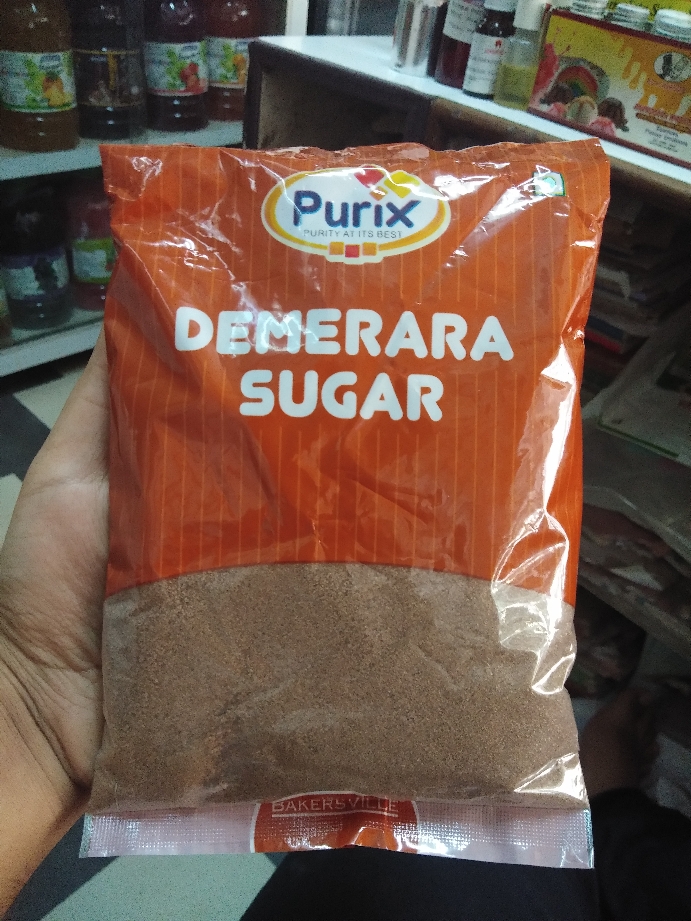 Purix
PURITY AT ITS BEST
DEMERARA
SUGAR
BAKERSVILLE